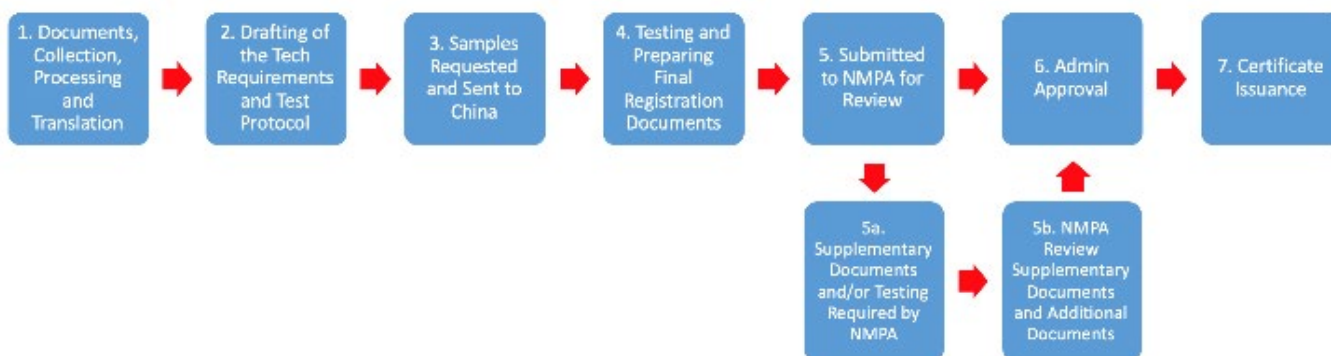 1. Documents,
Collection,
Processing
and
Translation
2. Drafting of
the Tech
Requirements
and Test
Protocol
3. Samples
Requested
and Sent to
China
4. Testing and
Preparing
Final
Registration
Documents
5. Submitted
to NMPA for
Review
6. Admin
Approval
7. Certificate
Issuance
5a.
Supplementary
Documents
and/or Testing
Required by
NMPA
5b. NMPA
Review
Supplementary
Documents
and Additional
Documents